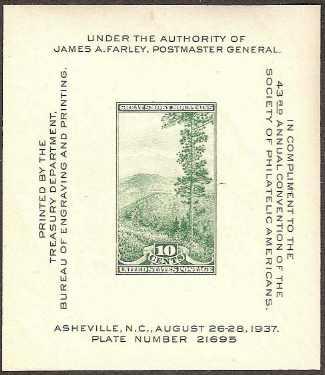 UNDER THE AUTHORITY OF
JAMES A. FARLEY, POSTMASTER GENERAL.
PRINTED BY THE
TREASURY DEPARTMENT,
BUREAU OF ENGRAVING AND PRINTING.
GREAT SMOKY MOUNTAINS
10
CENTS
UNITED STATES POSTAGE
IN COMPLIMENT TO THE
43RD ANNUAL CONVENTION OF THE
SOCIETY OF PHILATELIC AMERICANS.
ASHEVILLE, N.C., AUGUST 26-28, 1937.
PLATE NUMBER 21695